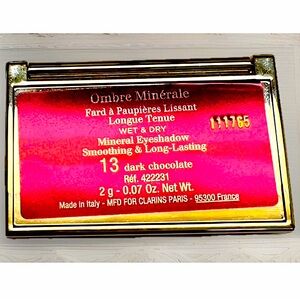 Ombre Minérale
Fard à Paupières Lissant
Longue Tenue
WET & DRY
Mineral Eyeshadow
Smoothing & Long-Lasting
111765
13 dark chocolate
Réf. 422231
2 g - 0.07 Oz. Net Wt.
Made in Italy - MFD FOR CLARINS PARIS - 95300 France